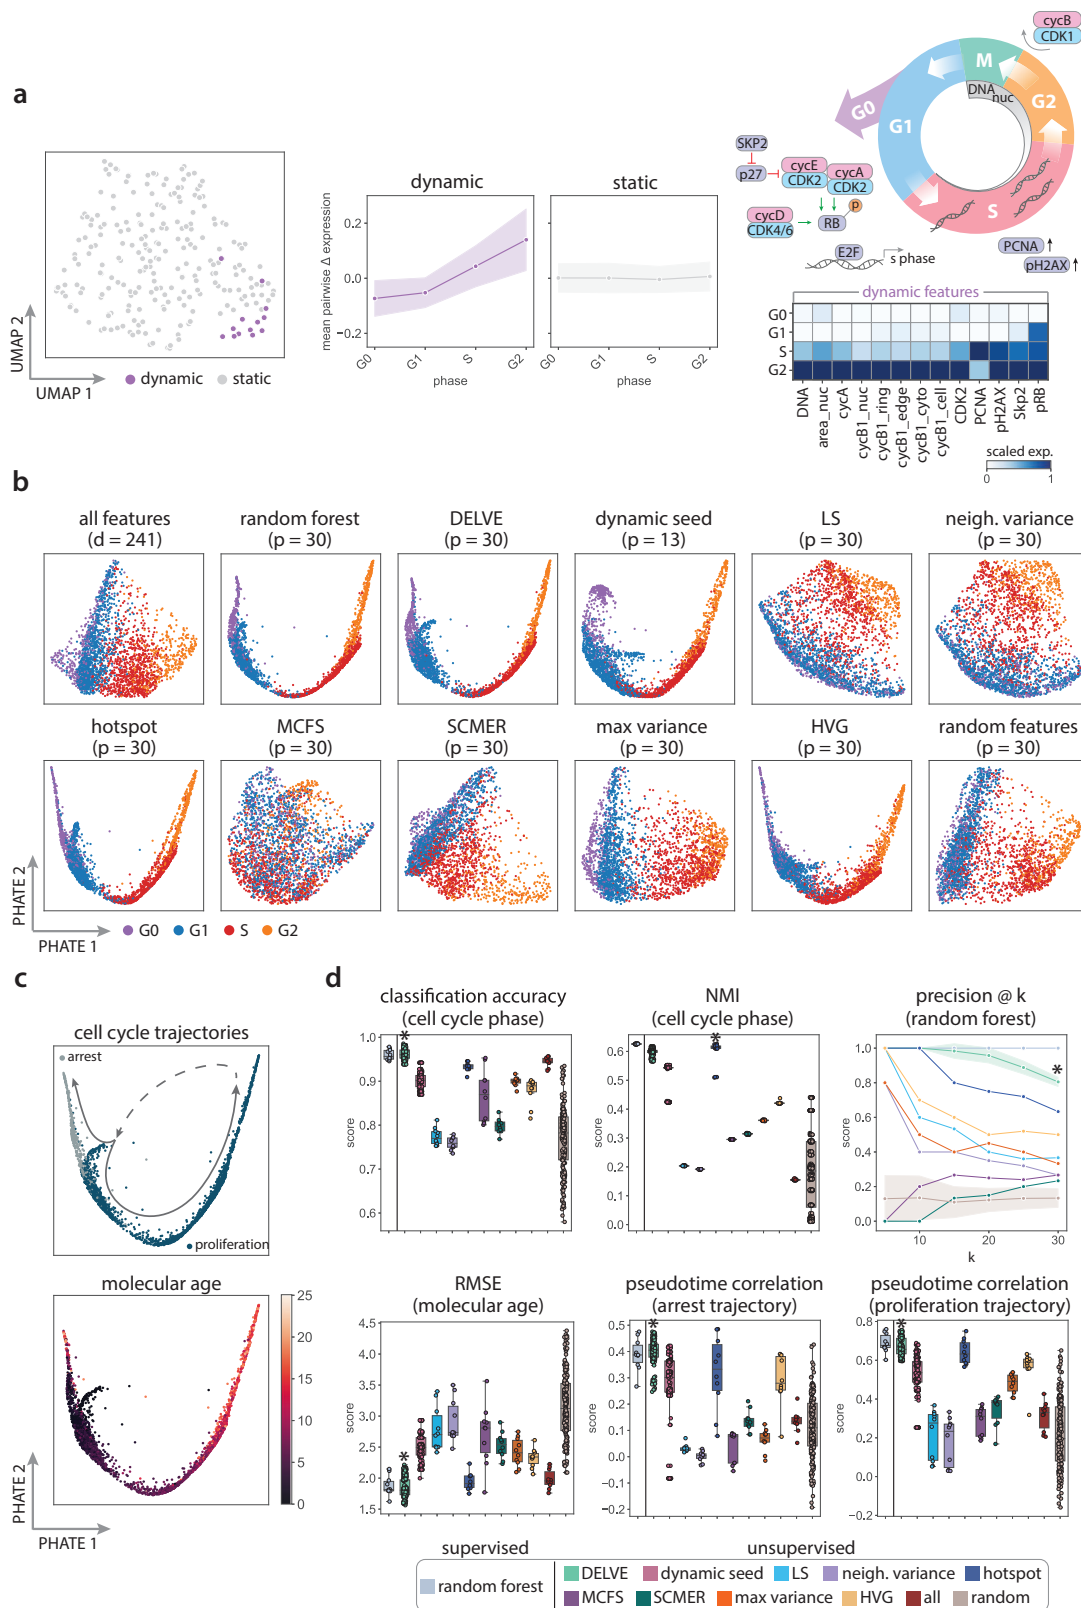 a
UMAP 2
UMAP 1
dynamic
static
dynamic
static
mean pairwise Δ expression
0.2
0.0
−0.2
G0
G1
S
G2
phase
G0
G1
S
G2
phase
cycB
CDK1
M
DNA
nuc
G2
G0
G1
S
SKP2
p27
cycE
CDK2
cycA
CDK2
p
RB
cycD
CDK4/6
E2F
s phase
PCNA
pH2AX
dynamic features
G0
G1
S
G2
DNA
area_nuc
cycA
cycB1_nuc
cycB1_ring
cycB1_edge
cycB1_cyto
cycB1_cell
CDK2
PCNA
pH2AX
Skp2
pRB
scaled exp.
0
1
b
all features
(d = 241)
random forest
(p = 30)
DELVE
(p = 30)
dynamic seed
(p = 13)
LS
(p = 30)
neigh. variance
(p = 30)
hotspot
(p = 30)
MCFS
(p = 30)
SCMER
(p = 30)
max variance
(p = 30)
HVG
(p = 30)
random features
(p = 30)
PHATE 2
PHATE 1
G0
G1
S
G2
c
cell cycle trajectories
arrest
proliferation
molecular age
25
20
15
10
5
0
PHATE 2
PHATE 1
d
classification accuracy
(cell cycle phase)
*
score
1.0
0.9
0.8
0.7
0.6
NMI
(cell cycle phase)
*
score
0.6
0.5
0.4
0.3
0.2
0.1
0.0
precision @ k
(random forest)
*
score
1.0
0.8
0.6
0.4
0.2
0.0
10
20
30
k
RMSE
(molecular age)
*
score
4.5
4.0
3.5
3.0
2.5
2.0
1.5
pseudotime correlation
(arrest trajectory)
*
score
0.5
0.4
0.3
0.2
0.1
0.0
−0.1
−0.2
pseudotime correlation
(proliferation trajectory)
*
score
0.8
0.6
0.4
0.2
0.0
−0.2
supervised
unsupervised
random forest
DELVE
dynamic seed
LS
neigh. variance
hotspot
MCFS
SCMER
max variance
HVG
all
random